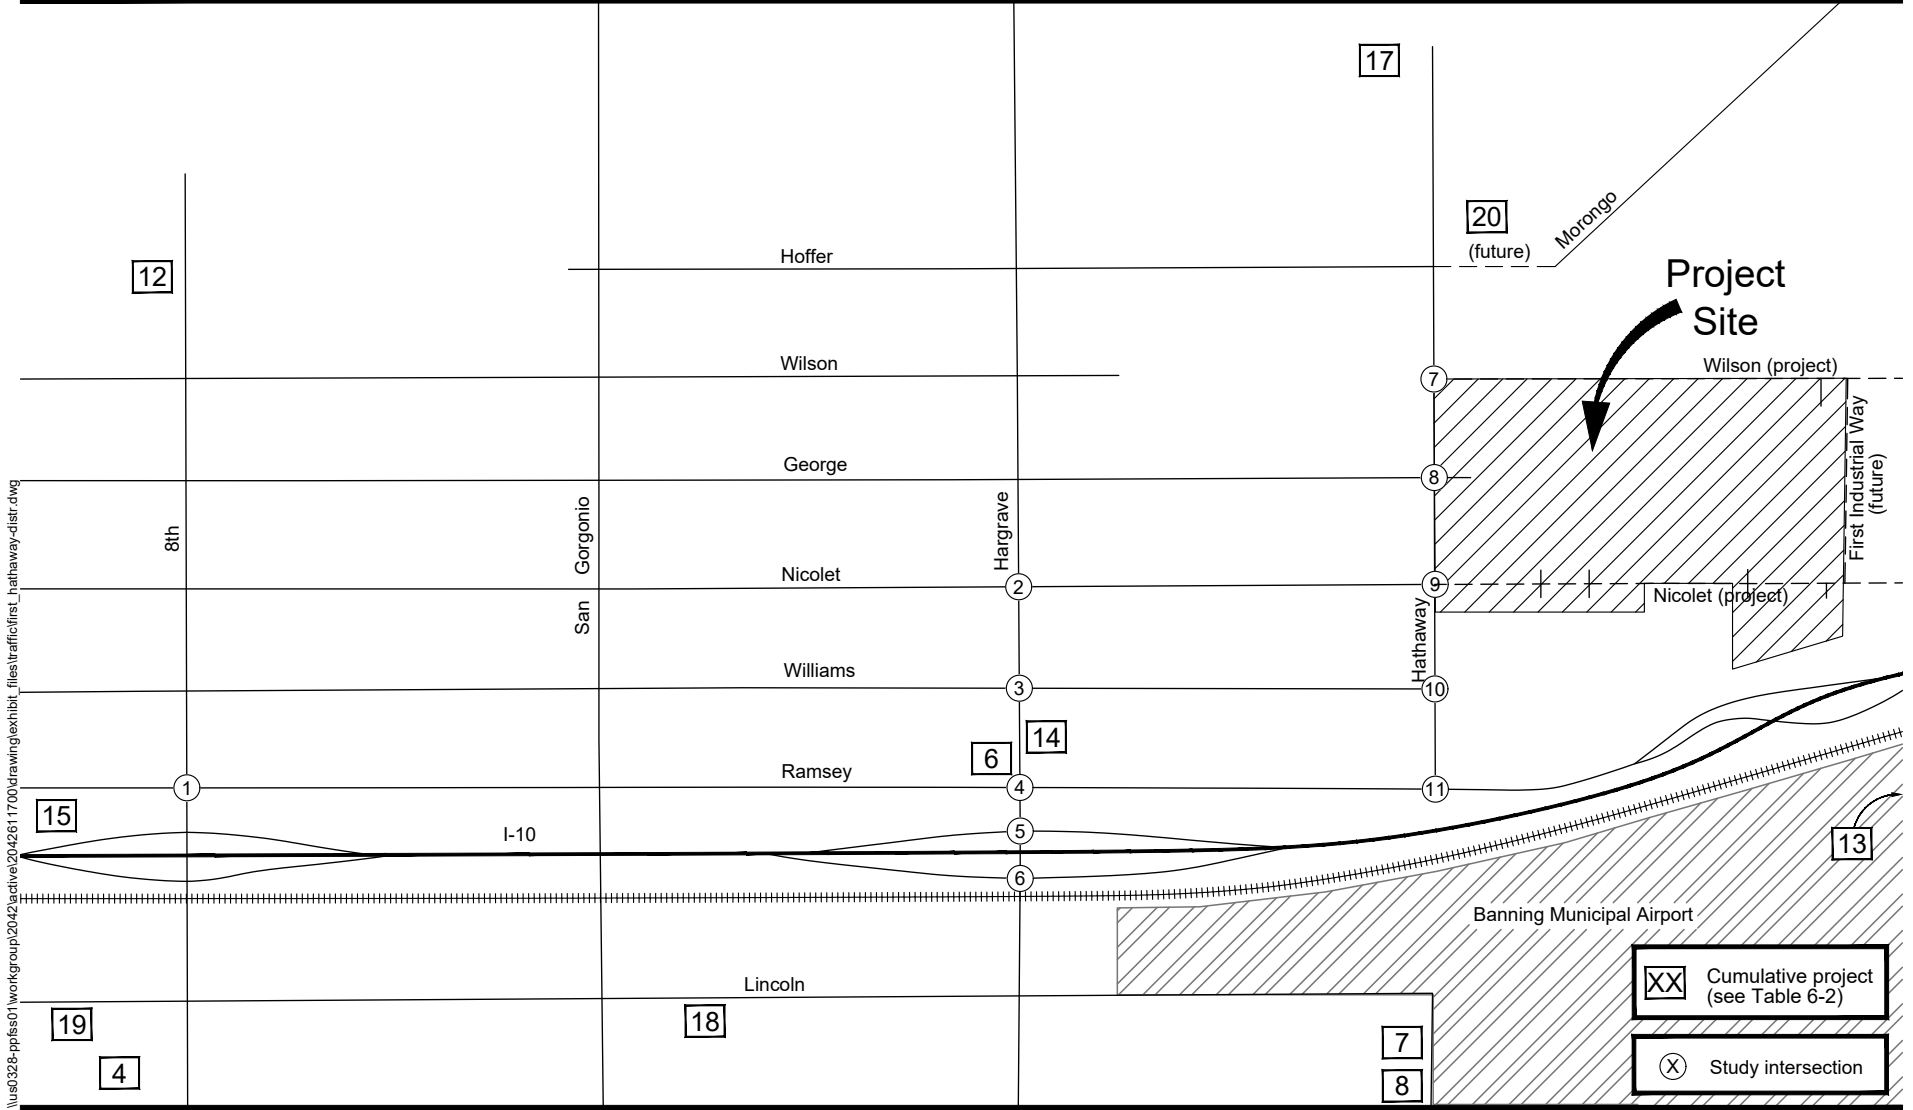 17
20
(future)
Morongo
Hoffer
12
Project
Site
Wilson
Wilson (project)
7
George
8
First Industrial Way
(future)
8th
San Gorgonio
Hargrave
Nicolet
2
9
Nicolet (project)
Hathaway
Williams
3
10
14
6
Ramsey
1
4
11
15
I-10
5
13
6
Banning Municipal Airport
Lincoln
XX
Cumulative project
(see Table 6-2)
19
18
7
4
8
X
Study intersection
\\us0328-ppfss01\workgroup\2042\active\2042611700\drawing\exhibit_files\traffic\first_hathaway-distr.dwg